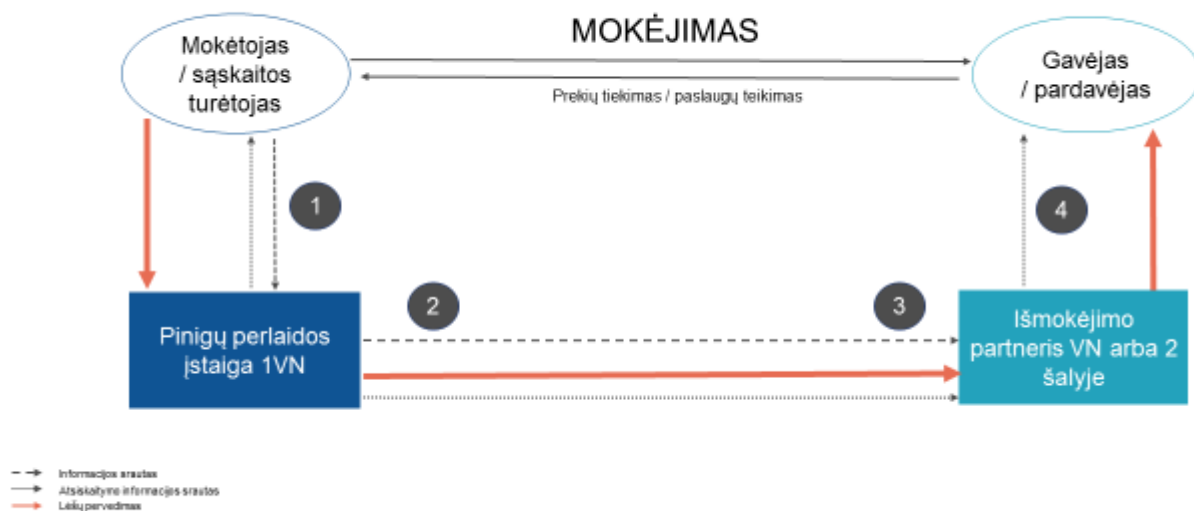 MOKĖJIMAS
Mokėtojas
/ sąskaitos
turėtojas
Gavėjas
/ pardavėjas
Prekių tiekimas / paslaugų teikimas
1
4
2
3
Pinigų perlaidos
įstaiga 1VN
Išmokėjimo
partneris VN arba 2
šalyje
Informacijos srautas
Atsiskaitymo informacijos srautas
Lėšų pervedimas